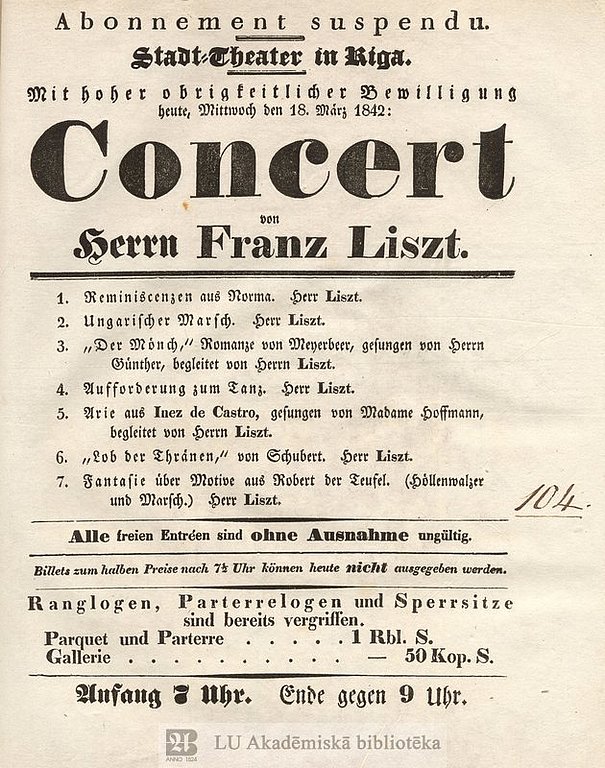 Abonnement suspendu.
Stadt-Theater in Riga.
Mit hoher obrigkeitlicher Bewilligung
heute, Mittwoch den 18. März 1842:
Concert
von
Herrn Franz Liszt.
1. Reminiscenzen aus Norma. Herr Liszt.
2. Ungarischer Marsch. Herr Liszt.
3. „Der Mönch,“ Romanze von Meyerbeer, gesungen von Herrn
Günther, begleitet von Herrn Liszt.
4. Aufforderung zum Tanz. Herr Liszt.
5. Arie aus Inez de Castro, gesungen von Madame Hoffmann,
begleitet von Herrn Liszt.
6. „Lob der Thränen,“ von Schubert. Herr Liszt.
7. Fantasie über Motive aus Robert der Teufel. (Höllenwalzer
und Marsch.) Herr Liszt.
104.
Alle freien Entréen sind ohne Ausnahme ungültig.
Billets zum halben Preise nach 7½ Uhr können heute nicht ausgegeben werden.
Ranglogen, Parterrelogen und Sperrsitze
sind bereits vergriffen.
Parquet und Parterre . . . . . 1 Rbl. S.
Gallerie . . . . . . . . . . — 50 Kop. S.
Anfang 7 Uhr. Ende gegen 9 Uhr.
ANNO 1524
LU Akadēmiskā bibliotēka